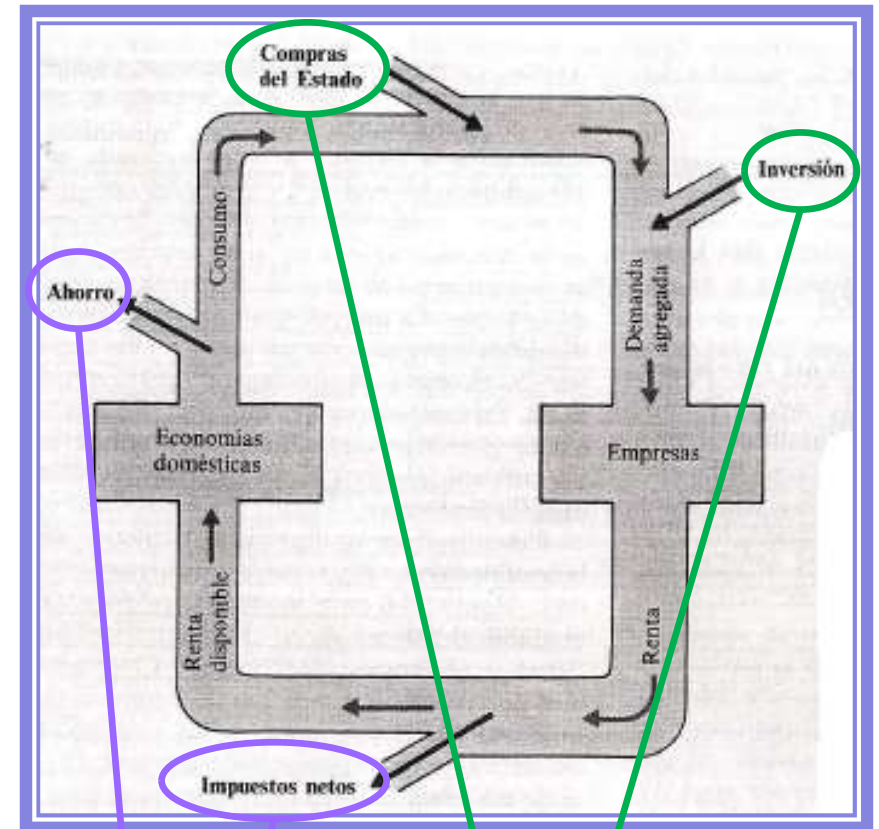 Compras
del Estado
Inversión
Consumo
Ahorro
Demanda
agregada
Economías
domésticas
Empresas
Renta
disponible
Renta
Impuestos netos